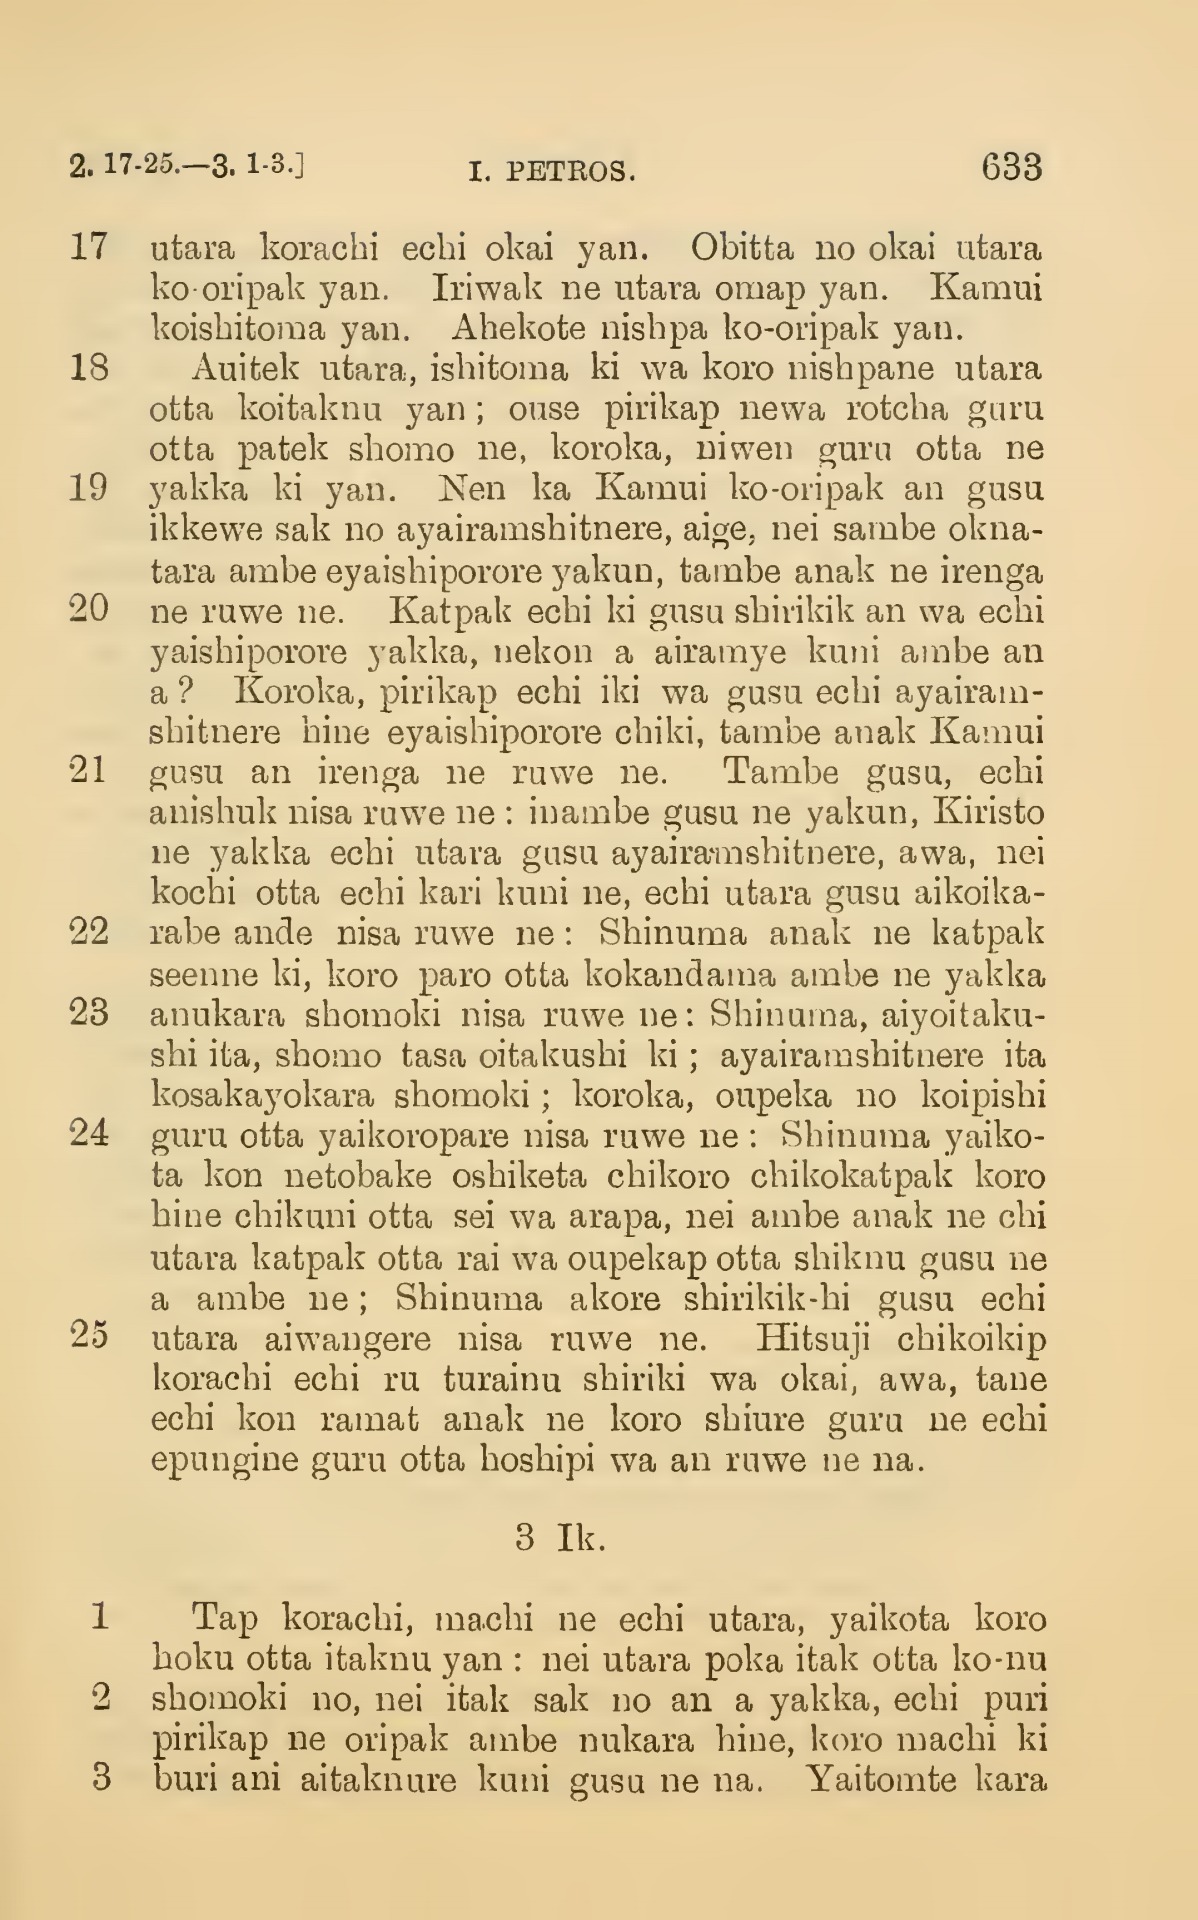 2. 17-25.—3. 1-3.] I. PETROS. 633
17 utara korachi echi okai yan. Obitta no okai utara
ko-oripak yan. Iriwak ne utara omap yan. Kamui
koishitoma yan. Ahekote nishpa ko-oripak yan.
18 Auitek utara, ishitoma ki wa koro nishpane utara
otta koitaknu yan; ouse pirikap newa rotcha guru
otta patek shomo ne, koroka, niwen guru otta ne
19 yakka ki yan. Nen ka Kamui ko-oripak an gusu
ikkewe sak no ayairamshitnere, aige, nei sambe okna-
tara ambe eyaishiporore yakun, tambe anak ne irenga
20 ne ruwe ne. Katpak echi ki gusu shirikik an wa echi
yaishiporore yakka, nekon a airamye kuni ambe an
a? Koroka, pirikap echi iki wa gusu echi ayairam-
shitnere hine eyaishiporore chiki, tambe anak Kamui
21 gusu an irenga ne ruwe ne. Tambe gusu, echi
anishuk nisa ruwe ne: inambe gusu ne yakun, Kiristo
ne yakka echi utara gusu ayairamshitnere, awa, nei
kochi otta echi kari kuni ne, echi utara gusu aikoika-
22 rabe ande nisa ruwe ne: Shinuma anak ne katpak
seenne ki, koro paro otta kokandama ambe ne yakka
23 anukara shomoki nisa ruwe ne: Shinuma, aiyoitaku-
shi ita, shomo tasa oitakushi ki; ayairamshitnere ita
kosakayokara shomoki; koroka, oupeka no koipishi
24 guru otta yaikoropare nisa ruwe ne: Shinuma yaiko-
ta kon netobake oshiketa chikoro chikokatpak koro
hine chikuni otta sei wa arapa, nei ambe anak ne chi
utara katpak otta rai wa oupekap otta shiknu gusu ne
a ambe ne; Shinuma akore shirikik-hi gusu echi
25 utara aiwangere nisa ruwe ne. Hitsuji chikoikip
korachi echi ru turainu shiriki wa okai, awa, tane
echi kon ramat anak ne koro shiure guru ne echi
epungine guru otta hoshipi wa an ruwe ne na.
3 Ik.
1 Tap korachi, machi ne echi utara, yaikota koro
hoku otta itaknu yan: nei utara poka itak otta ko-nu
2 shomoki no, nei itak sak no an a yakka, echi puri
pirikap ne oripak ambe nukara hine, koro machi ki
3 buri ani aitaknure kuni gusu ne na. Yaitomte kara